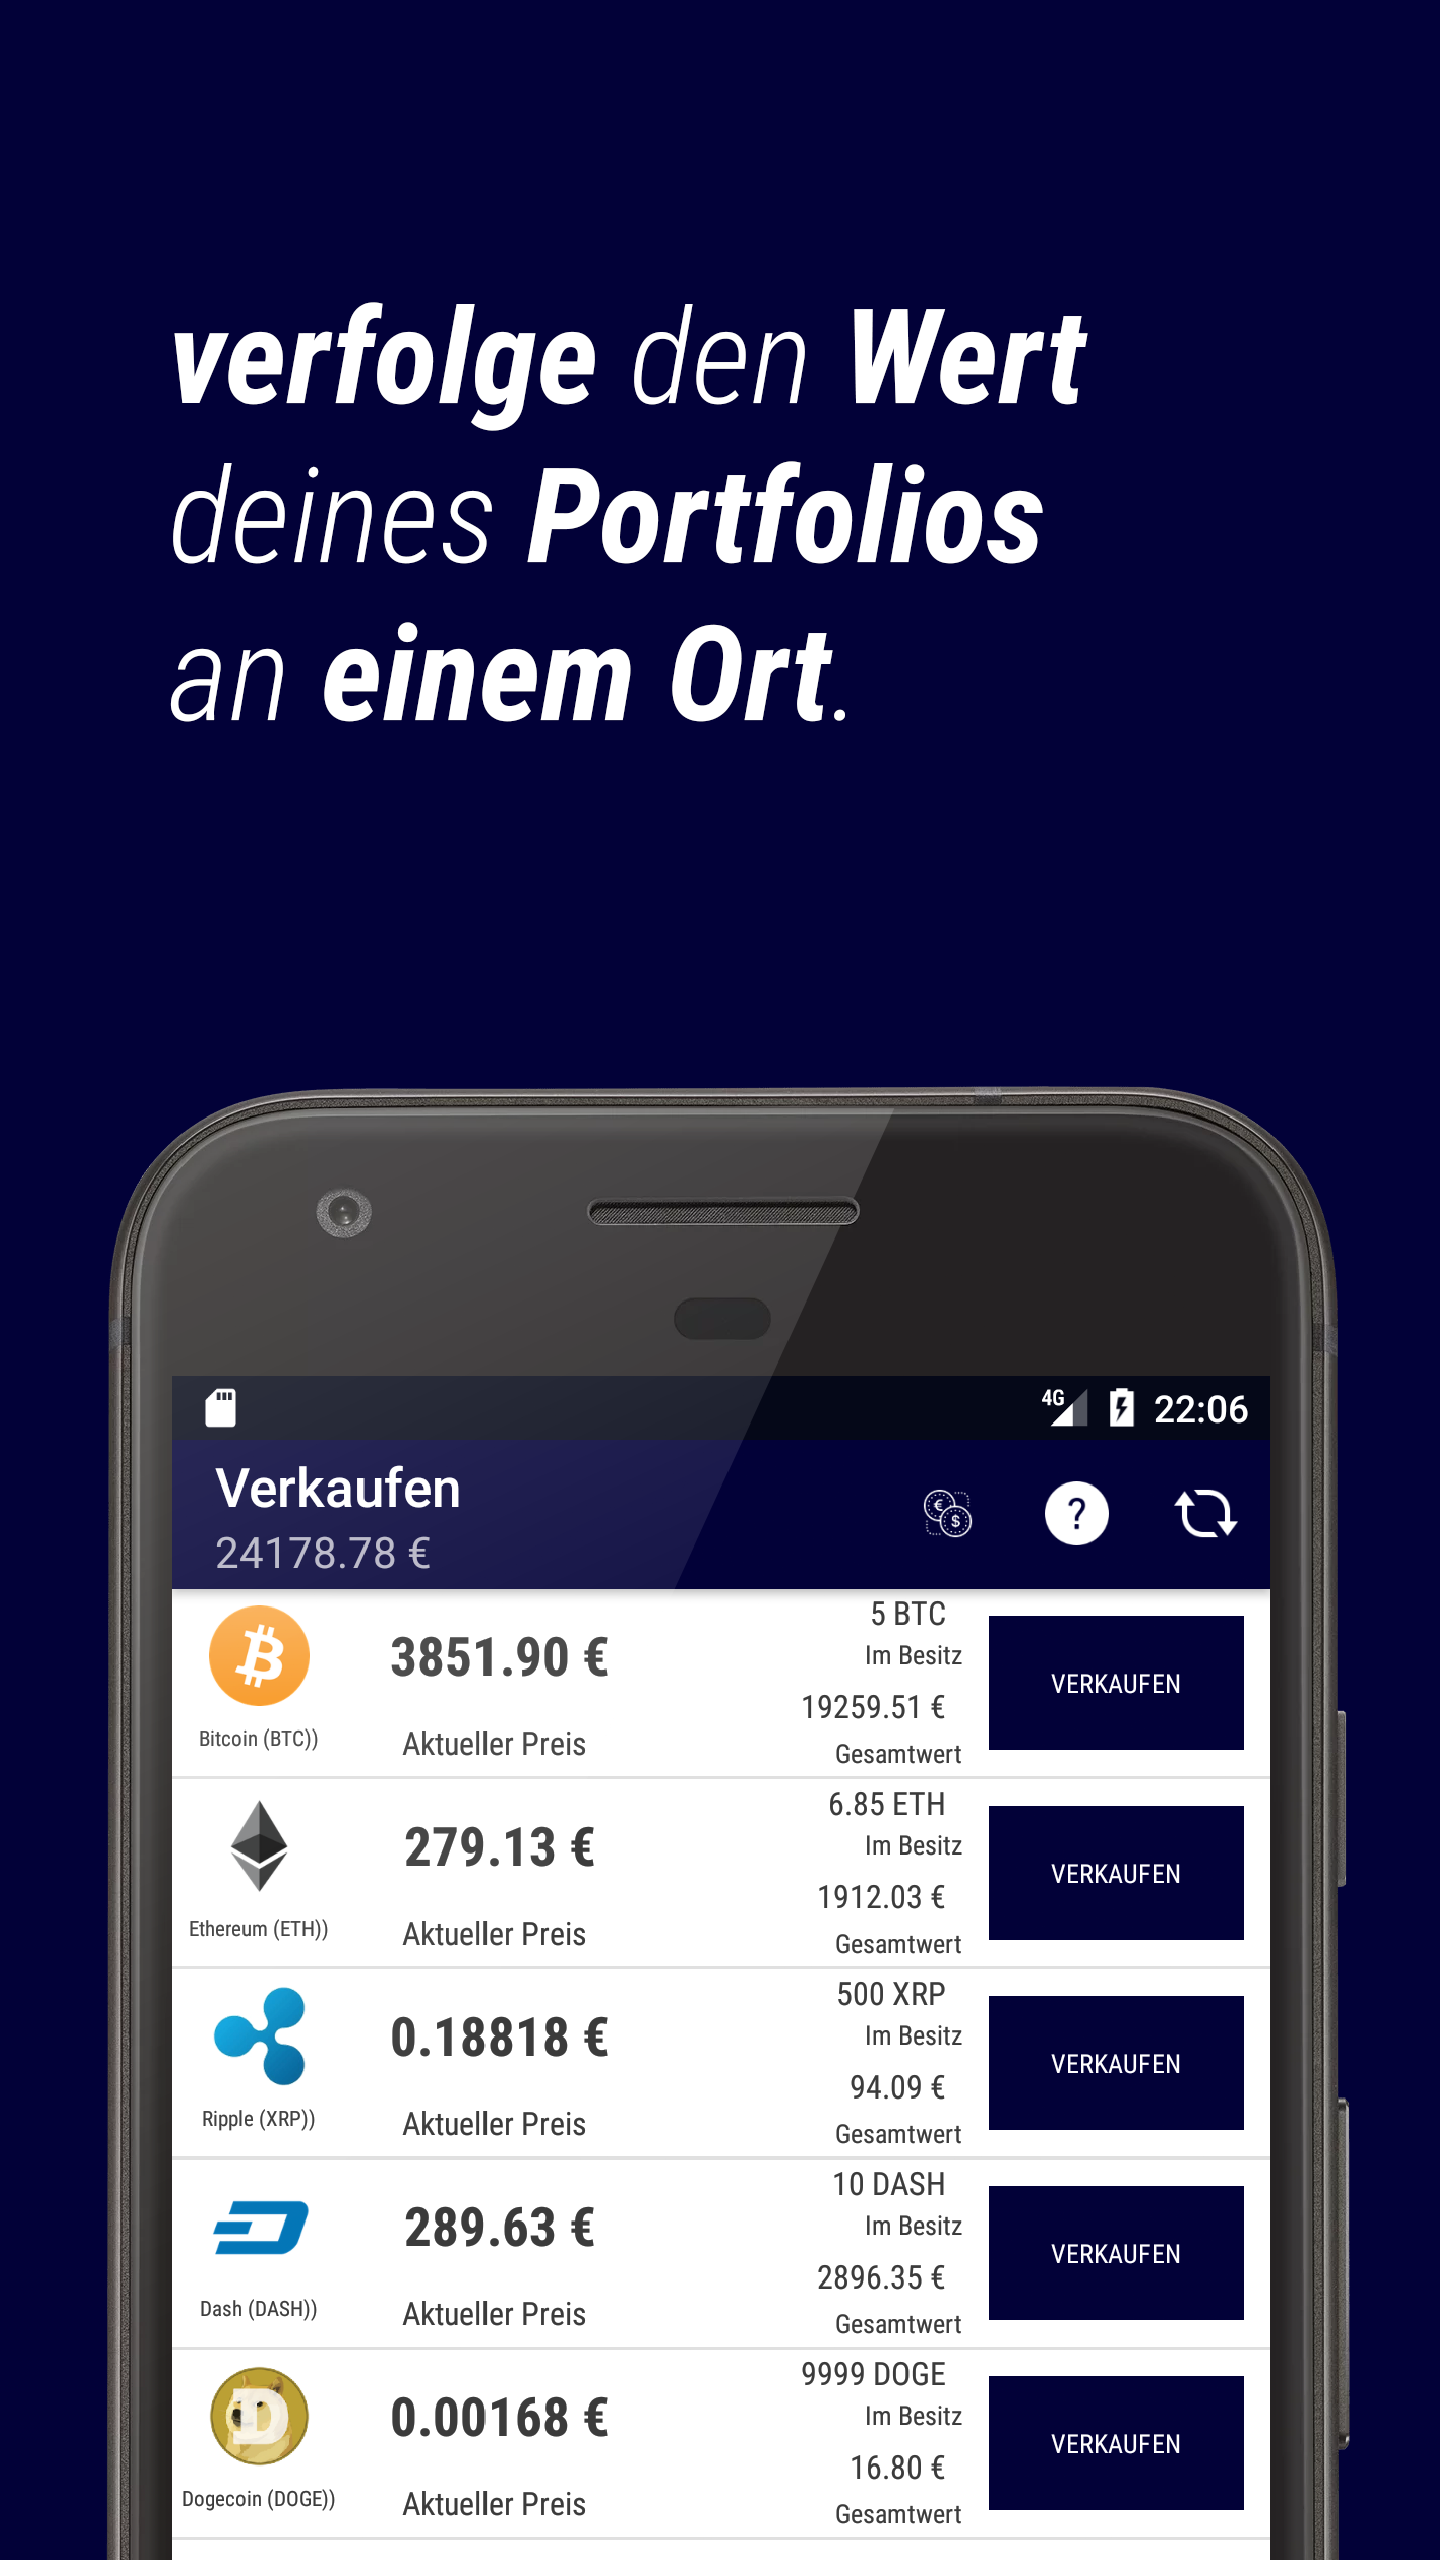 verfolge den Wert
deines Portfolios
an einem Ort.
4G 22:06
Verkaufen
24178.78 €
?
Bitcoin (BTC))
3851.90 €
Aktueller Preis
5 BTC
Im Besitz
19259.51 €
Gesamtwert
VERKAUFEN
Ethereum (ETH))
279.13 €
Aktueller Preis
6.85 ETH
Im Besitz
1912.03 €
Gesamtwert
VERKAUFEN
Ripple (XRP))
0.18818 €
Aktueller Preis
500 XRP
Im Besitz
94.09 €
Gesamtwert
VERKAUFEN
Dash (DASH))
289.63 €
Aktueller Preis
10 DASH
Im Besitz
2896.35 €
Gesamtwert
VERKAUFEN
Dogecoin (DOGE))
0.00168 €
Aktueller Preis
9999 DOGE
Im Besitz
16.80 €
Gesamtwert
VERKAUFEN